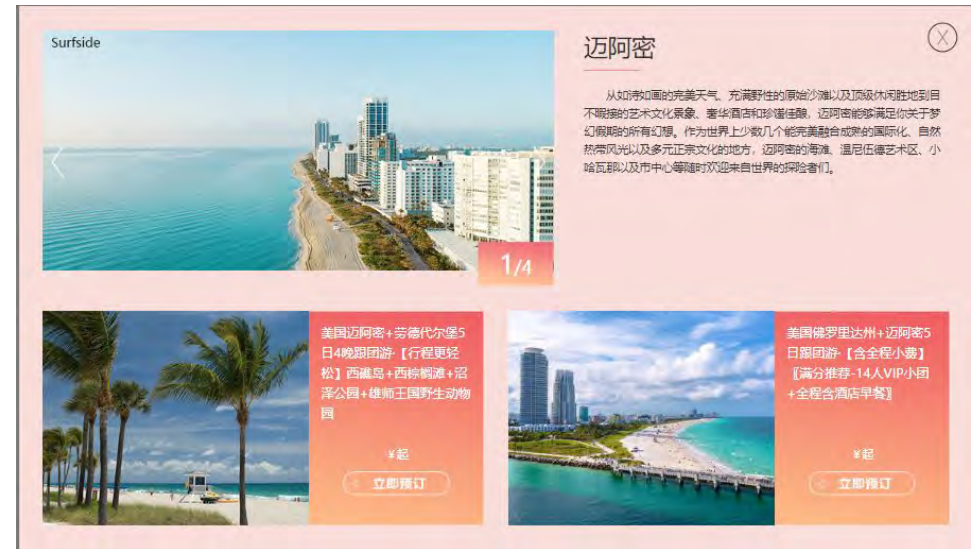 Surfside
迈阿密
X
从如诗如画的完美天气、充满野性的原始沙滩以及顶级休闲胜地到目
不暇接的艺术文化景象、奢华酒店和珍馐佳酿，迈阿密能够满足你关于梦
幻假期的所有幻想。作为世界上少数几个能完美融合成熟的国际化、自然
热带风光以及多元正宗文化的地方，迈阿密的海滩、温尼伍德艺术区、小
哈瓦那以及市中心等随时欢迎来自世界的探险者们。
1/4
美国迈阿密+劳德代尔堡5
日4晚跟团游·【行程更轻
松】西礁岛+西棕榈滩+沼
泽公园+雄狮王国野生动物
园
¥起
立即预订
美国佛罗里达州+迈阿密5
日跟团游·【含全程小费】
〖满分推荐-14人VIP小团
+全程含酒店早餐〗
¥起
立即预订